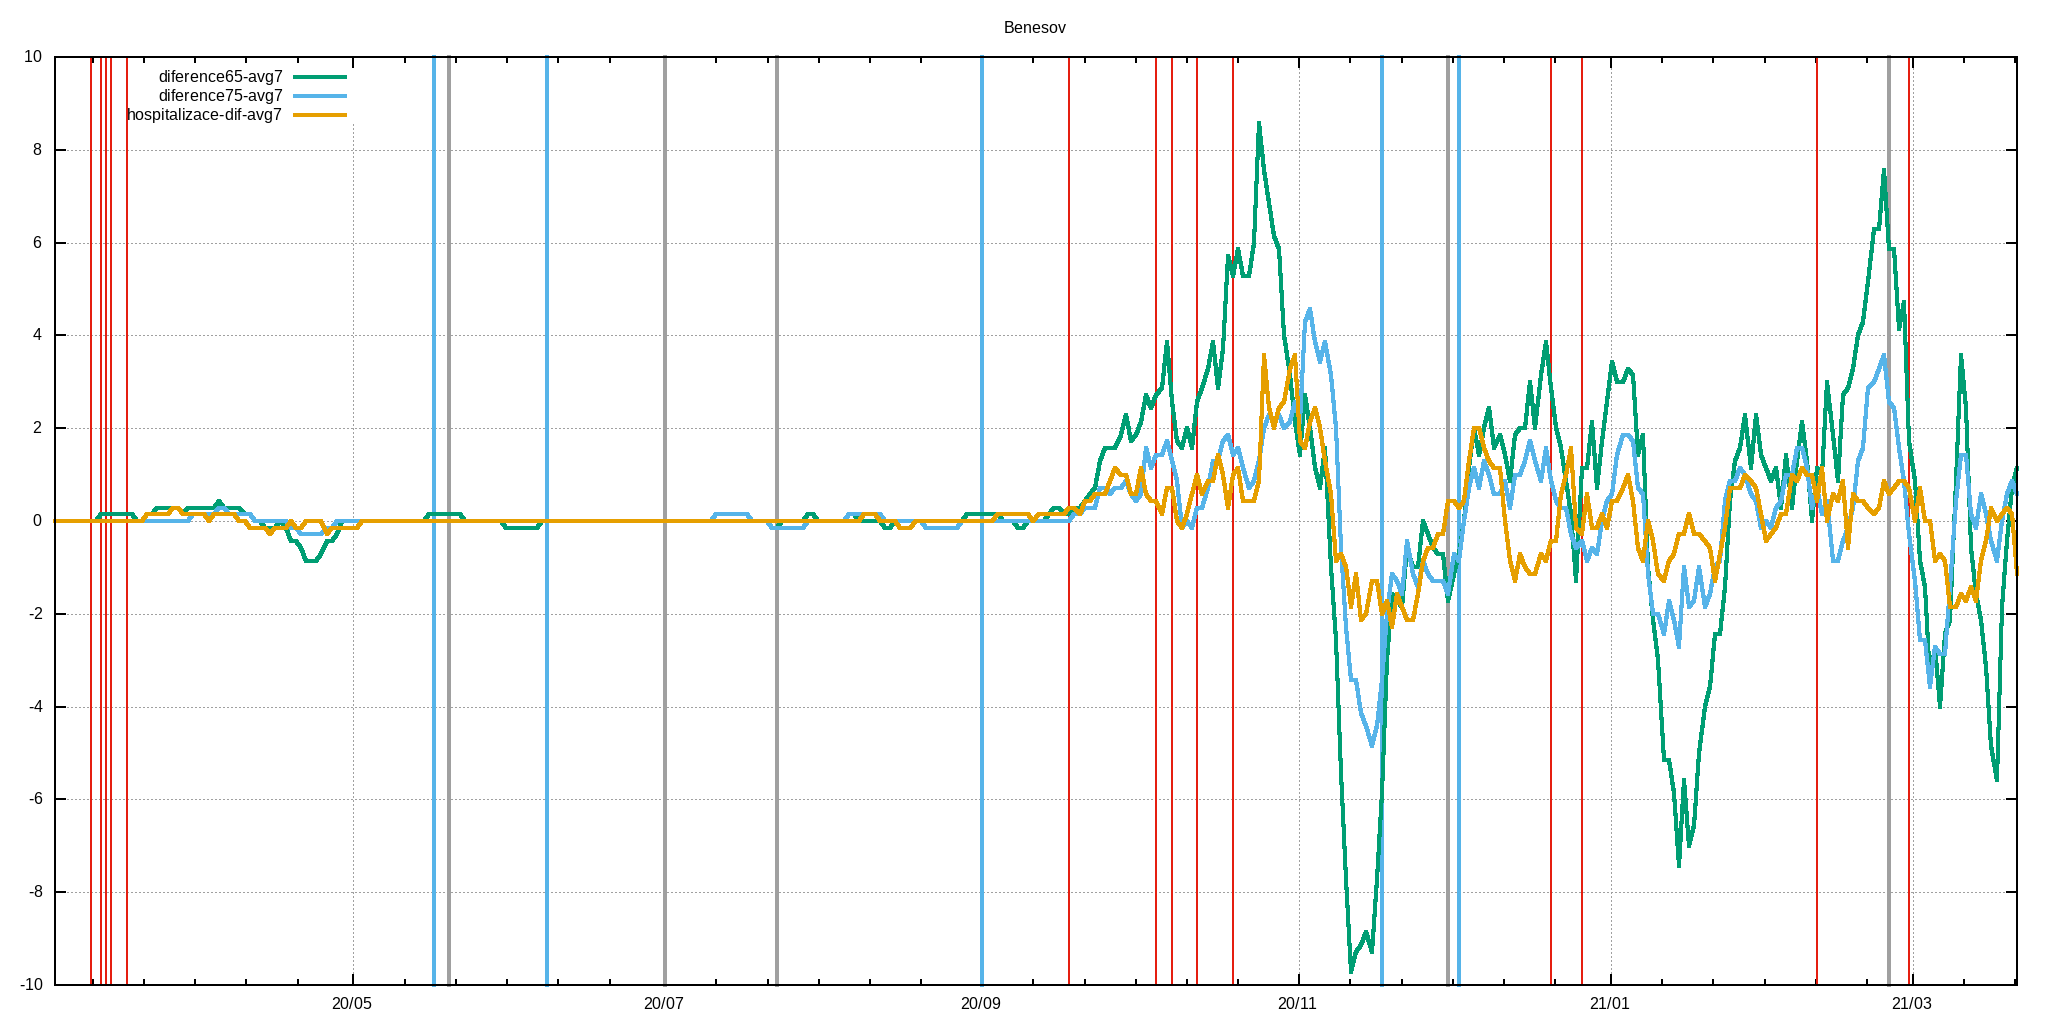 Benesov
diference65-avg7
diference75-avg7
hospitalizace-dif-avg7
10
8
6
4
2
0
-2
-4
-6
-8
-10
20/05 20/07 20/09 20/11 21/01 21/03